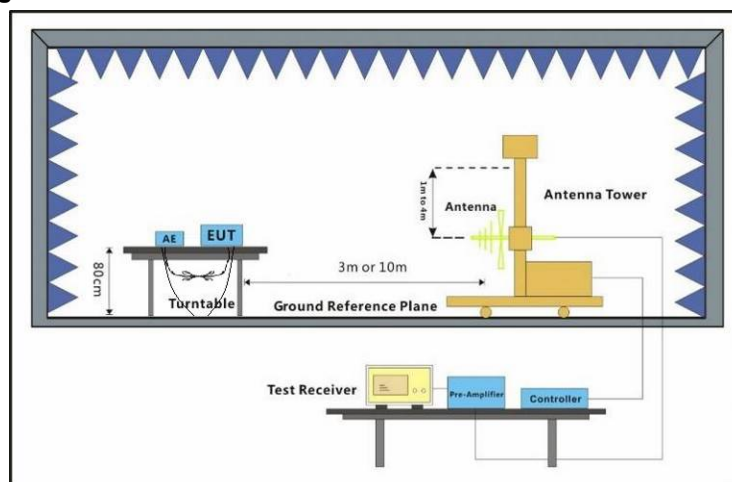 1m to 4m
Antenna
Antenna Tower
AE
EUT
80cm
Turntable
3m or 10m
Ground Reference Plane
Test Receiver
Pre-Amplifier
Controller